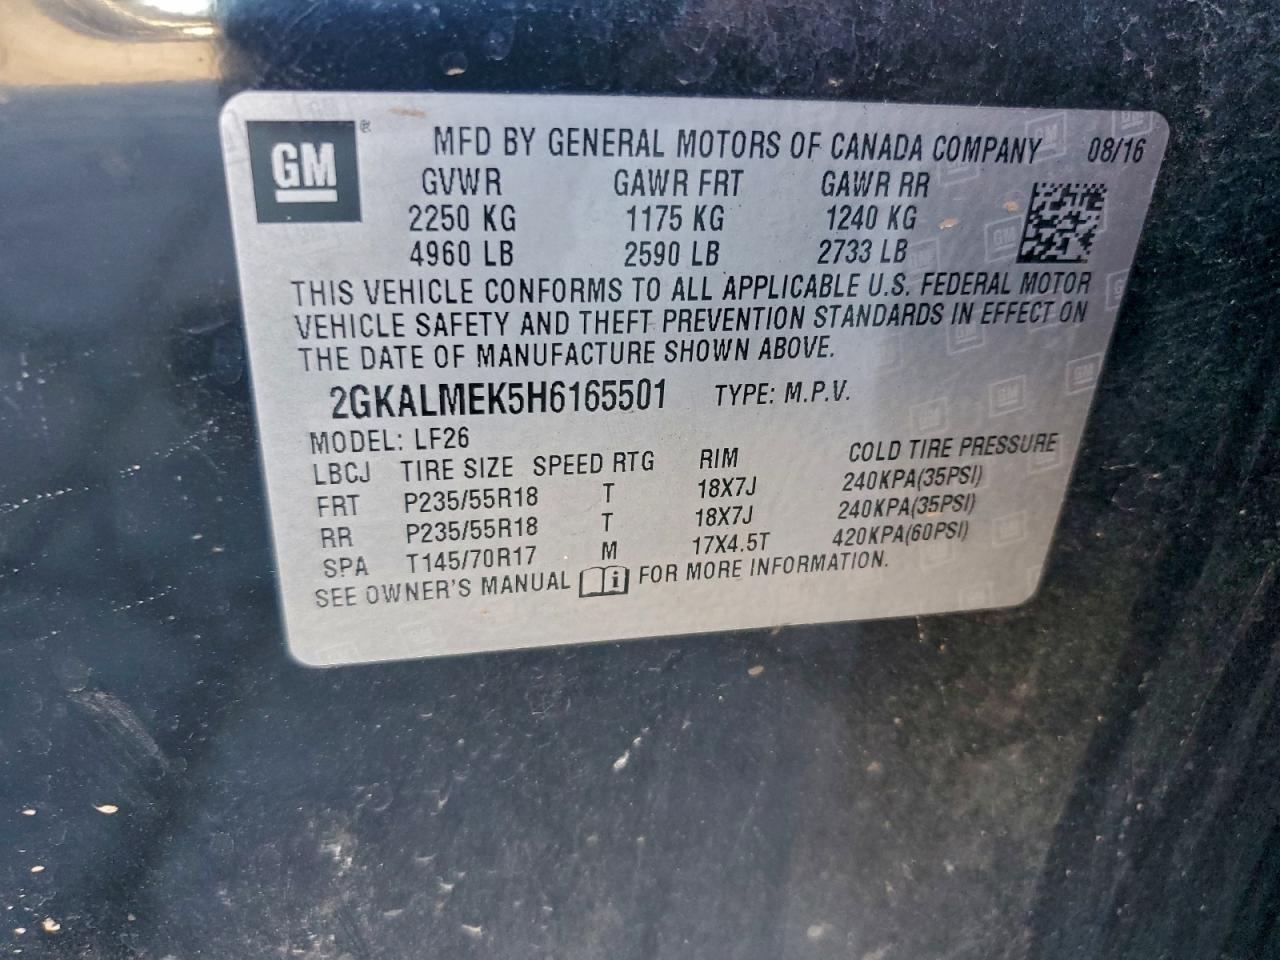 GM ® MFD BY GENERAL MOTORS OF CANADA COMPANY 08/16
GVWR GAWR FRT GAWR RR
2250 KG 1175 KG 1240 KG
4960 LB 2590 LB 2733 LB
THIS VEHICLE CONFORMS TO ALL APPLICABLE U.S. FEDERAL MOTOR
VEHICLE SAFETY AND THEFT PREVENTION STANDARDS IN EFFECT ON
THE DATE OF MANUFACTURE SHOWN ABOVE.
2GKALMEK5H6165501 TYPE: M.P.V.
MODEL: LF26
LBCJ TIRE SIZE SPEED RTG RIM COLD TIRE PRESSURE
FRT P235/55R18 T 18X7J 240KPA(35PSI)
RR P235/55R18 T 18X7J 240KPA(35PSI)
SPA T145/70R17 M 17X4.5T 420KPA(60PSI)
SEE OWNER'S MANUAL i FOR MORE INFORMATION.